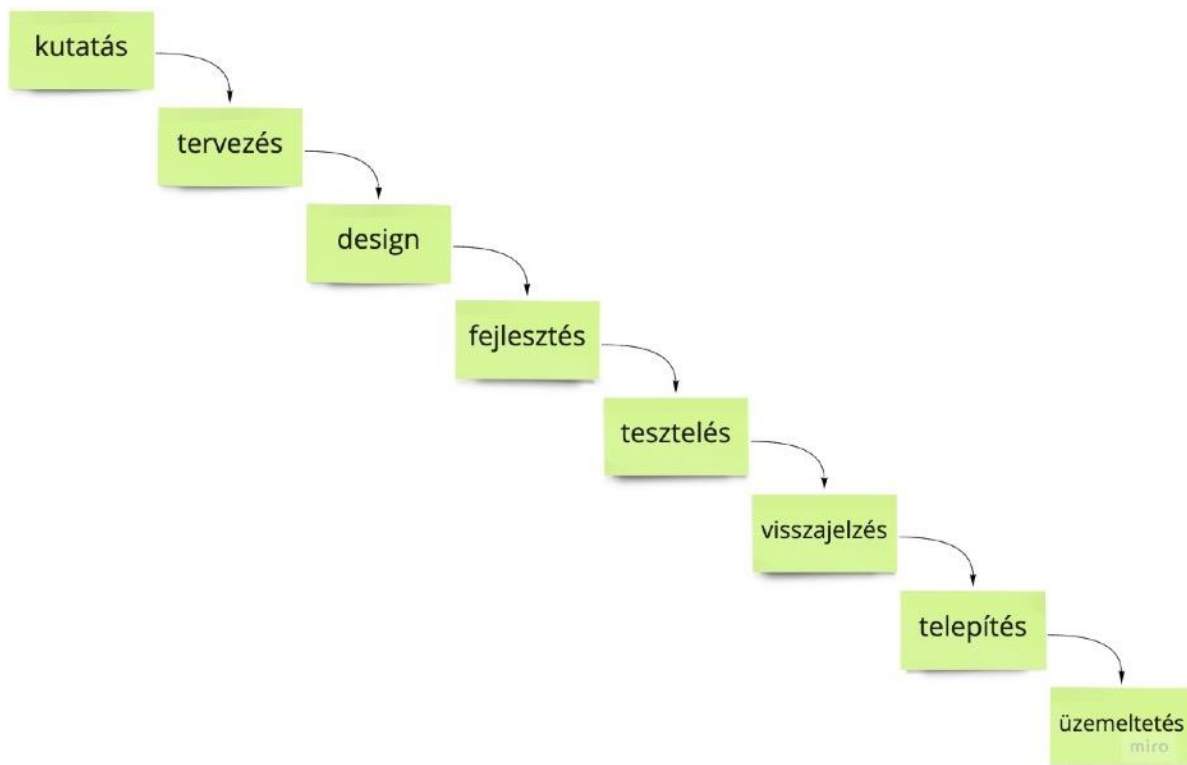 kutatás
tervezés
design
fejlesztés
tesztelés
visszajelzés
telepítés
üzemeltetés
miro